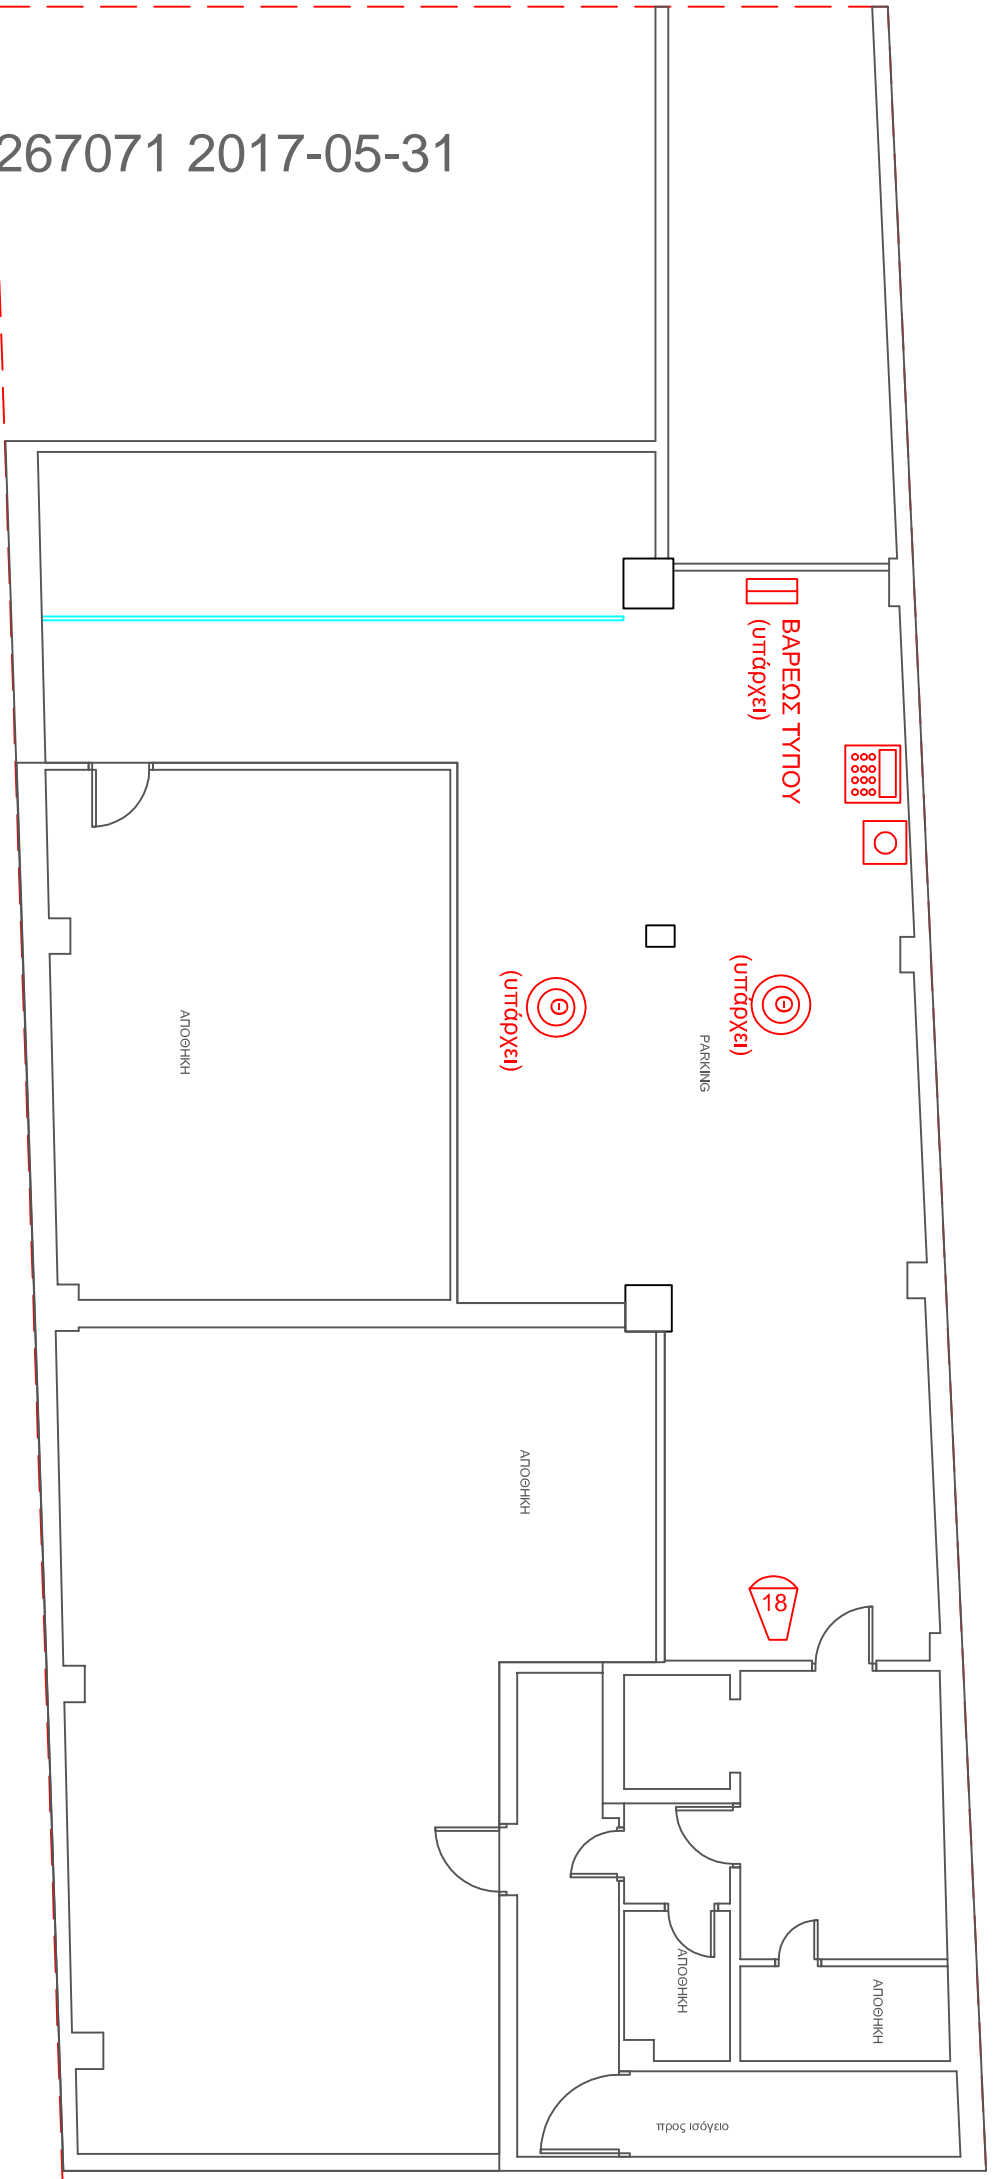 267071 2017-05-31
ΒΑΡΕΩΣ ΤΥΠΟΥ
(υπάρχει)
(υπάρχει)
(υπάρχει)
PARKING
ΑΠΟΘΗΚΗ
ΑΠΟΘΗΚΗ
18
ΑΠΟΘΗΚΗ
ΑΠΟΘΗΚΗ
προς ισόγειο